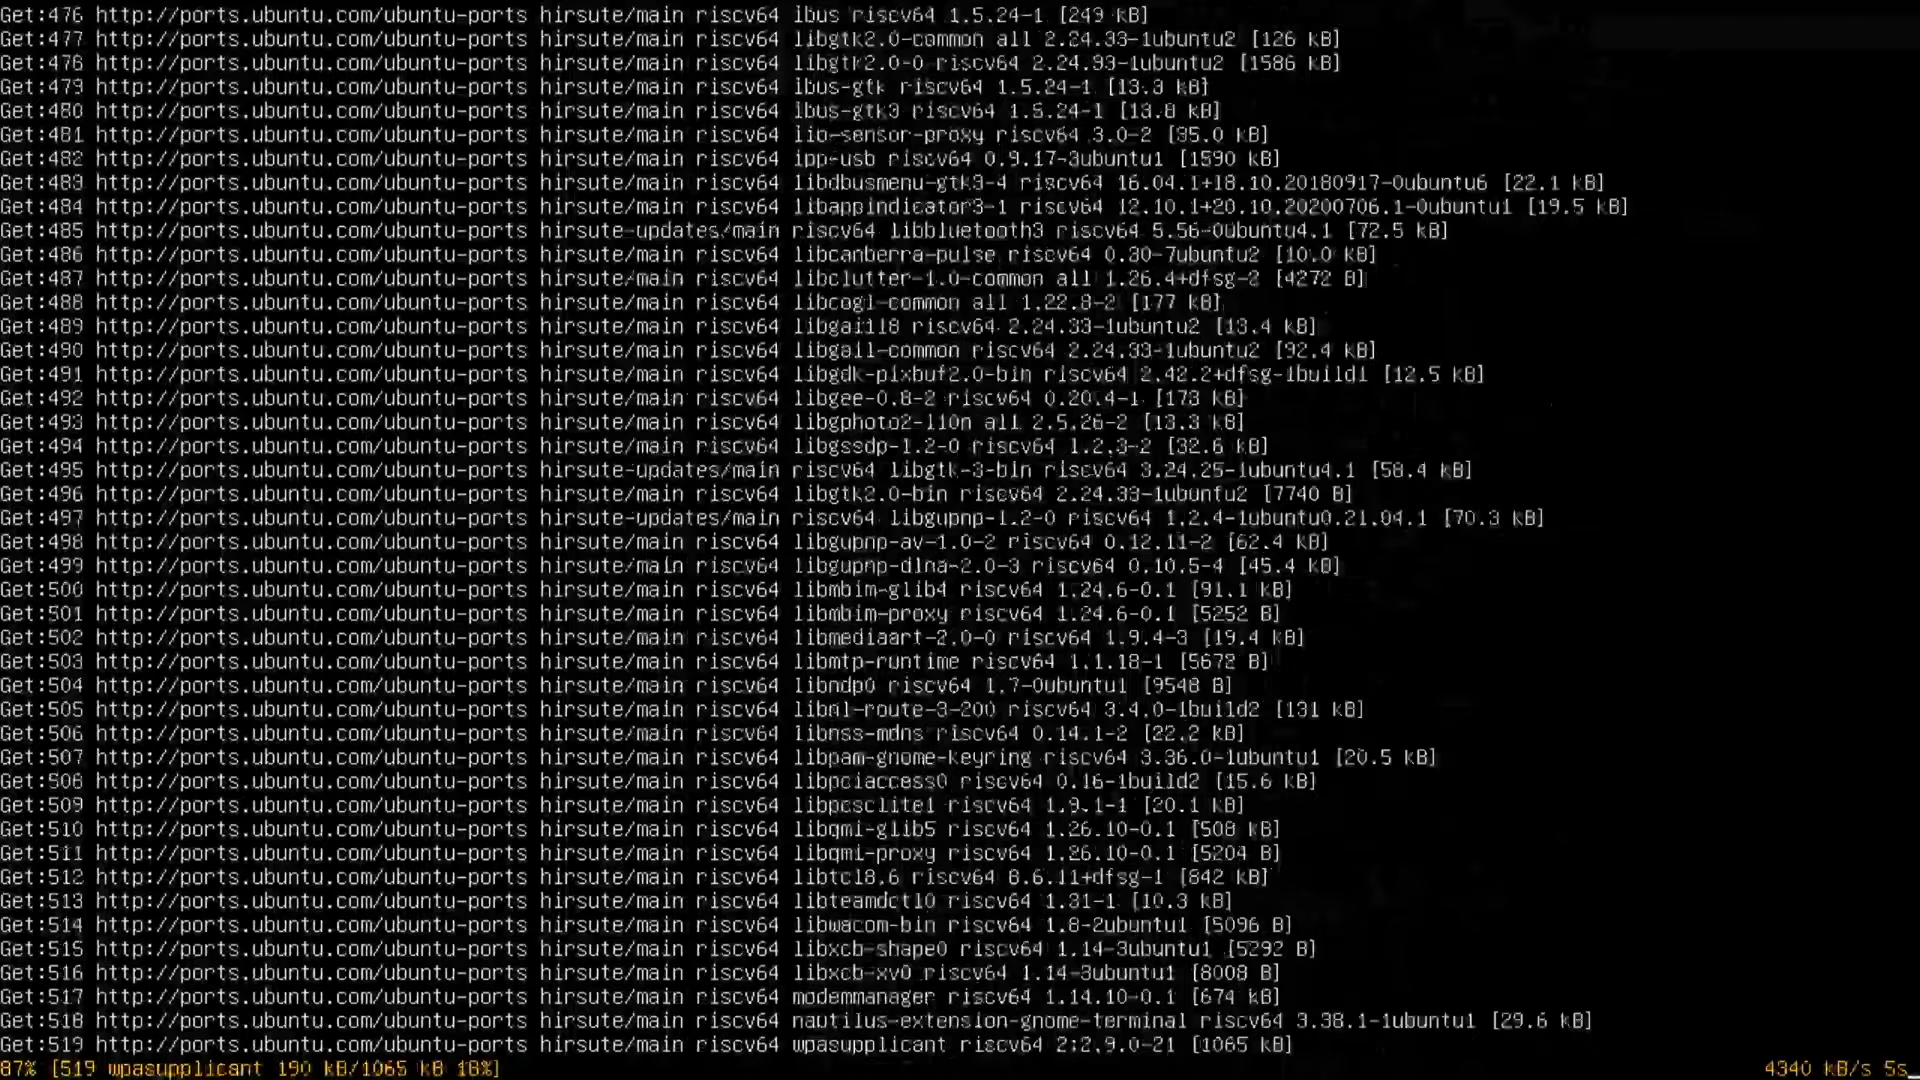 Get:476 http://ports.ubuntu.com/ubuntu-ports hirsute/main riscv64 ibus riscv64 1.5.24-1 [249 kB]
Get:477 http://ports.ubuntu.com/ubuntu-ports hirsute/main riscv64 libgtk2.0-common all 2.24.33-1ubuntu2 [126 kB]
Get:478 http://ports.ubuntu.com/ubuntu-ports hirsute/main riscv64 libgtk2.0-0 riscv64 2.24.33-1ubuntu2 [1586 kB]
Get:479 http://ports.ubuntu.com/ubuntu-ports hirsute/main riscv64 ibus-gtk riscv64 1.5.24-1 [13.3 kB]
Get:480 http://ports.ubuntu.com/ubuntu-ports hirsute/main riscv64 ibus-gtk3 riscv64 1.5.24-1 [13.8 kB]
Get:481 http://ports.ubuntu.com/ubuntu-ports hirsute/main riscv64 iio-sensor-proxy riscv64 3.0-2 [35.0 kB]
Get:482 http://ports.ubuntu.com/ubuntu-ports hirsute/main riscv64 ipp-usb riscv64 0.9.17-3ubuntu1 [1590 kB]
Get:483 http://ports.ubuntu.com/ubuntu-ports hirsute/main riscv64 libdbusmenu-gtk3-4 riscv64 16.04.1+18.10.20180917-0ubuntu6 [22.1 kB]
Get:484 http://ports.ubuntu.com/ubuntu-ports hirsute/main riscv64 libappindicator3-1 riscv64 12.10.1+20.10.20200706.1-0ubuntu1 [19.5 kB]
Get:485 http://ports.ubuntu.com/ubuntu-ports hirsute-updates/main riscv64 libbluetooth3 riscv64 5.56-0ubuntu4.1 [72.5 kB]
Get:486 http://ports.ubuntu.com/ubuntu-ports hirsute/main riscv64 libcanberra-pulse riscv64 0.30-7ubuntu2 [10.0 kB]
Get:487 http://ports.ubuntu.com/ubuntu-ports hirsute/main riscv64 libclutter-1.0-common all 1.26.4+dfsg-2 [4272 B]
Get:488 http://ports.ubuntu.com/ubuntu-ports hirsute/main riscv64 libcogl-common all 1.22.8-2 [177 kB]
Get:489 http://ports.ubuntu.com/ubuntu-ports hirsute/main riscv64 libgail18 riscv64 2.24.33-1ubuntu2 [13.4 kB]
Get:490 http://ports.ubuntu.com/ubuntu-ports hirsute/main riscv64 libgail-common riscv64 2.24.33-1ubuntu2 [92.4 kB]
Get:491 http://ports.ubuntu.com/ubuntu-ports hirsute/main riscv64 libgdk-pixbuf2.0-bin riscv64 2.42.2+dfsg-1build1 [12.5 kB]
Get:492 http://ports.ubuntu.com/ubuntu-ports hirsute/main riscv64 libgee-0.8-2 riscv64 0.20.4-1 [173 kB]
Get:493 http://ports.ubuntu.com/ubuntu-ports hirsute/main riscv64 libgphoto2-l10n all 2.5.26-2 [13.3 kB]
Get:494 http://ports.ubuntu.com/ubuntu-ports hirsute/main riscv64 libgssdp-1.2-0 riscv64 1.2.3-2 [32.6 kB]
Get:495 http://ports.ubuntu.com/ubuntu-ports hirsute-updates/main riscv64 libgtk-3-bin riscv64 3.24.25-1ubuntu4.1 [58.4 kB]
Get:496 http://ports.ubuntu.com/ubuntu-ports hirsute/main riscv64 libgtk2.0-bin riscv64 2.24.33-1ubuntu2 [7740 B]
Get:497 http://ports.ubuntu.com/ubuntu-ports hirsute-updates/main riscv64 libgupnp-1.2-0 riscv64 1.2.4-1ubuntu0.21.04.1 [70.3 kB]
Get:498 http://ports.ubuntu.com/ubuntu-ports hirsute/main riscv64 libgupnp-av-1.0-2 riscv64 0.12.11-2 [62.4 kB]
Get:499 http://ports.ubuntu.com/ubuntu-ports hirsute/main riscv64 libgupnp-dlna-2.0-3 riscv64 0.10.5-4 [45.4 kB]
Get:500 http://ports.ubuntu.com/ubuntu-ports hirsute/main riscv64 libmbim-glib4 riscv64 1.24.6-0.1 [91.1 kB]
Get:501 http://ports.ubuntu.com/ubuntu-ports hirsute/main riscv64 libmbim-proxy riscv64 1.24.6-0.1 [5252 B]
Get:502 http://ports.ubuntu.com/ubuntu-ports hirsute/main riscv64 libmediaart-2.0-0 riscv64 1.9.4-3 [19.4 kB]
Get:503 http://ports.ubuntu.com/ubuntu-ports hirsute/main riscv64 libmtp-runtime riscv64 1.1.18-1 [5672 B]
Get:504 http://ports.ubuntu.com/ubuntu-ports hirsute/main riscv64 libndp0 riscv64 1.7-0ubuntu1 [9548 B]
Get:505 http://ports.ubuntu.com/ubuntu-ports hirsute/main riscv64 libnl-route-3-200 riscv64 3.4.0-1build2 [131 kB]
Get:506 http://ports.ubuntu.com/ubuntu-ports hirsute/main riscv64 libnss-mdns riscv64 0.14.1-2 [22.2 kB]
Get:507 http://ports.ubuntu.com/ubuntu-ports hirsute/main riscv64 libpam-gnome-keyring riscv64 3.36.0-1ubuntu1 [20.5 kB]
Get:508 http://ports.ubuntu.com/ubuntu-ports hirsute/main riscv64 libpciaccess0 riscv64 0.16-1build2 [15.6 kB]
Get:509 http://ports.ubuntu.com/ubuntu-ports hirsute/main riscv64 libpcsclite1 riscv64 1.9.1-1 [20.1 kB]
Get:510 http://ports.ubuntu.com/ubuntu-ports hirsute/main riscv64 libqmi-glib5 riscv64 1.26.10-0.1 [508 kB]
Get:511 http://ports.ubuntu.com/ubuntu-ports hirsute/main riscv64 libqmi-proxy riscv64 1.26.10-0.1 [5204 B]
Get:512 http://ports.ubuntu.com/ubuntu-ports hirsute/main riscv64 libtcl8.6 riscv64 8.6.11+dfsg-1 [842 kB]
Get:513 http://ports.ubuntu.com/ubuntu-ports hirsute/main riscv64 libteamdctl0 riscv64 1.31-1 [10.3 kB]
Get:514 http://ports.ubuntu.com/ubuntu-ports hirsute/main riscv64 libwacom-bin riscv64 1.8-2ubuntu1 [5096 B]
Get:515 http://ports.ubuntu.com/ubuntu-ports hirsute/main riscv64 libxcb-shape0 riscv64 1.14-3ubuntu1 [5292 B]
Get:516 http://ports.ubuntu.com/ubuntu-ports hirsute/main riscv64 libxcb-xv0 riscv64 1.14-3ubuntu1 [8008 B]
Get:517 http://ports.ubuntu.com/ubuntu-ports hirsute/main riscv64 modemmanager riscv64 1.14.10-0.1 [674 kB]
Get:518 http://ports.ubuntu.com/ubuntu-ports hirsute/main riscv64 nautilus-extension-gnome-terminal riscv64 3.38.1-1ubuntu1 [29.6 kB]
Get:519 http://ports.ubuntu.com/ubuntu-ports hirsute/main riscv64 wpasupplicant riscv64 2:2.9.0-21 [1065 kB]
87% [519 wpasupplicant 190 kB/1065 kB 18%] 4340 kB/s 5s_